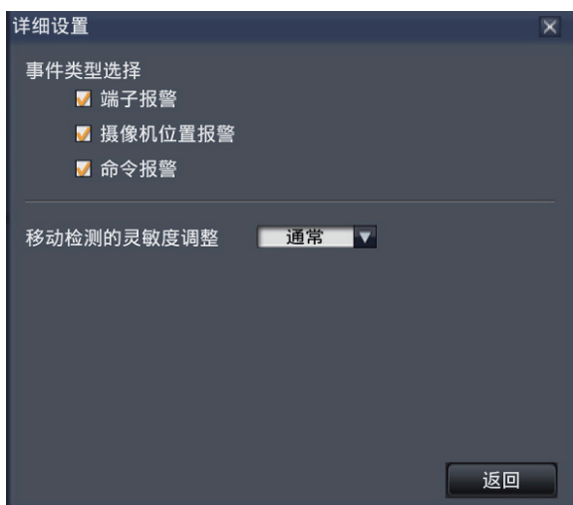 详细设置
事件类型选择
端子报警
摄像机位置报警
命令报警
移动检测的灵敏度调整 通常
返回